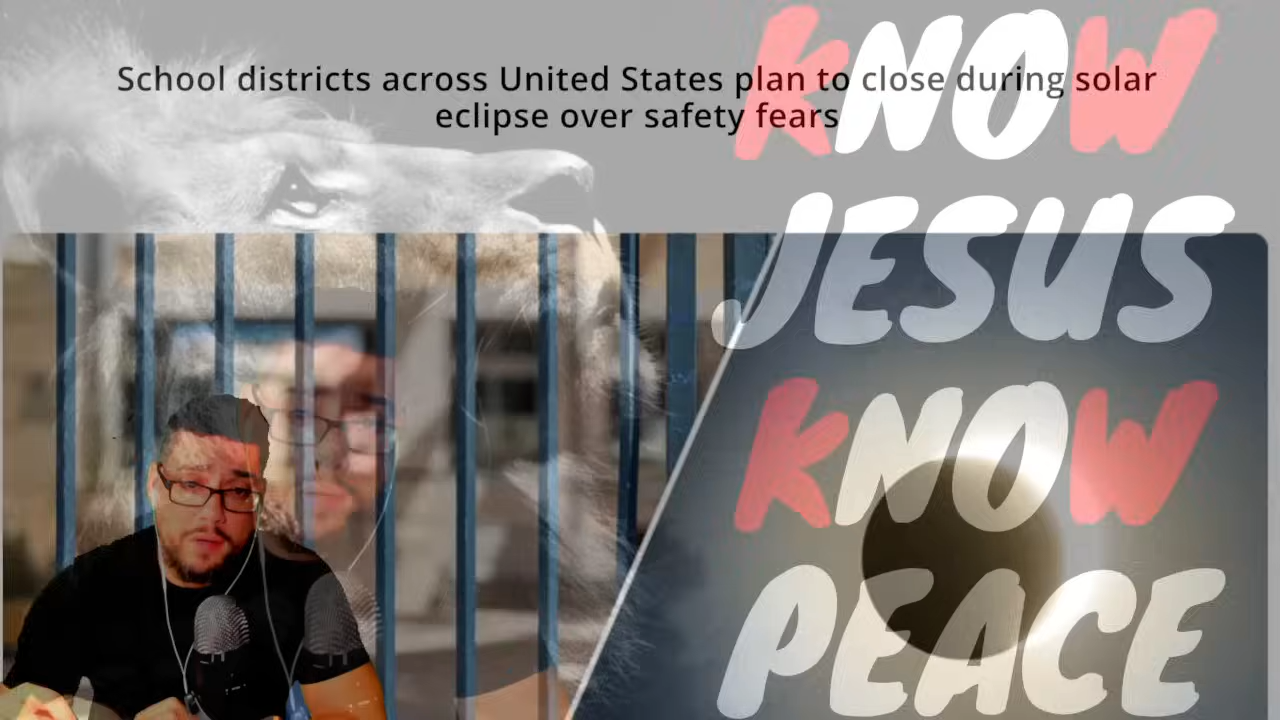 School districts across United States plan to close during solar
eclipse over safety fears
kNOW
JESUS
kNOW
PEACE